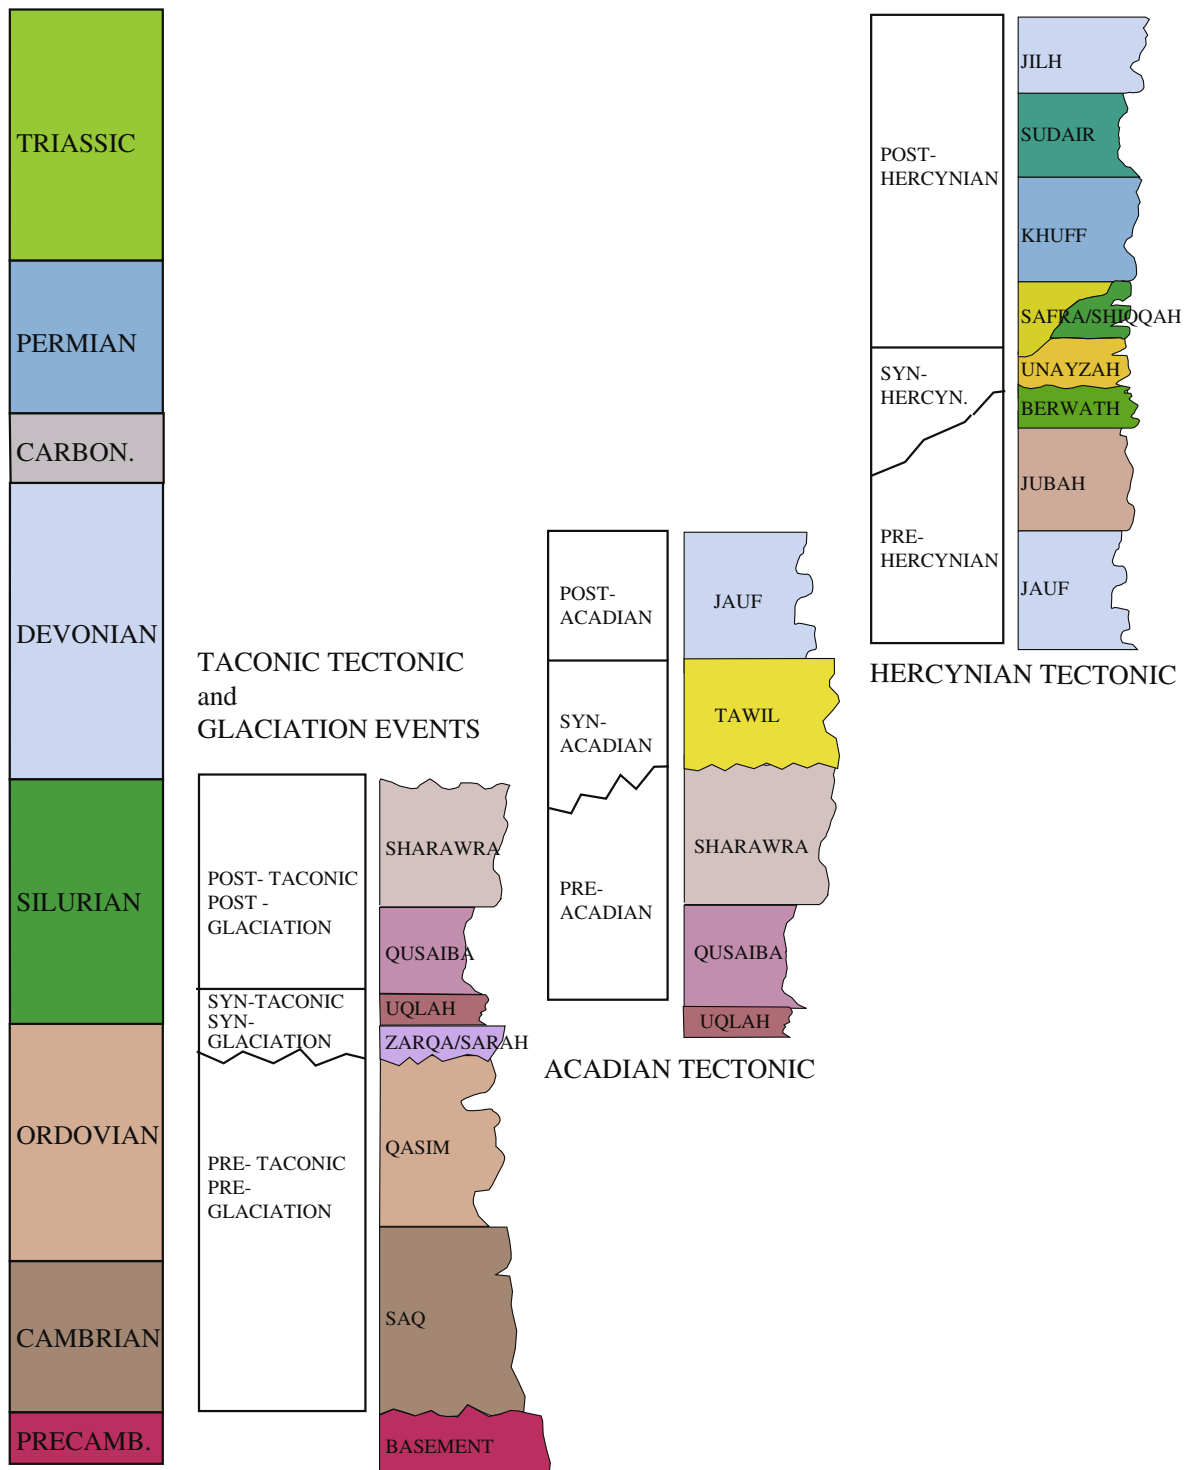 TRIASSIC
PERMIAN
CARBON.
DEVONIAN
SILURIAN
ORDOVIAN
CAMBRIAN
PRECAMB.
TACONIC TECTONIC
and
GLACIATION EVENTS
POST- TACONIC
POST -
GLACIATION
SYN-TACONIC
SYN-
GLACIATION
PRE- TACONIC
PRE-
GLACIATION
SHARAWRA
QUSAIBA
UQLAH
ZARQA/SARAH
QASIM
SAQ
BASEMENT
POST-
ACADIAN
SYN-
ACADIAN
PRE-
ACADIAN
JAUF
TAWIL
SHARAWRA
QUSAIBA
UQLAH
ACADIAN TECTONIC
POST-
HERCYNIAN
SYN-
HERCYN.
PRE-
HERCYNIAN
JILH
SUDAIR
KHUFF
SAFRA/SHIQQAH
UNAYZAH
BERWATH
JUBAH
JAUF
HERCYNIAN TECTONIC